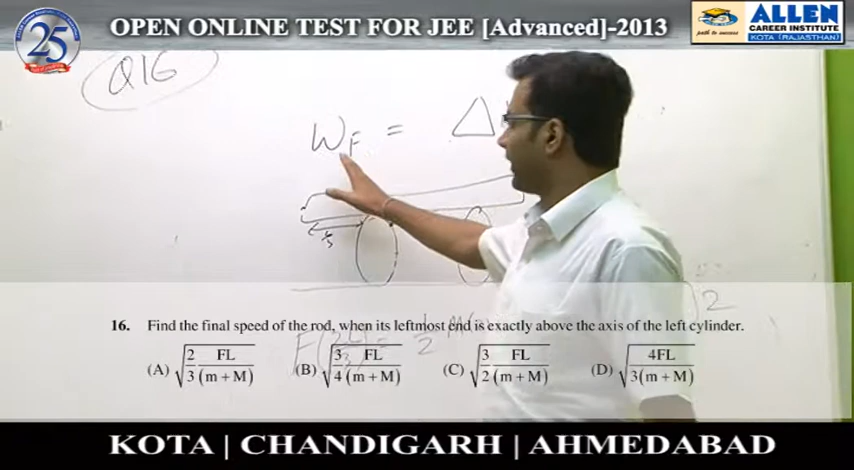 OPEN ONLINE TEST FOR JEE [Advanced]-2013
25
path to success
ALLEN
CAREER INSTITUTE
KOTA (RAJASTHAN)
Q16
W_F = Δ
16. Find the final speed of the rod, when its leftmost end is exactly above the axis of the left cylinder.
(A) √(2/3 FL/(m + M)) (B) √(3/4 FL/(m + M)) (C) √(3/2 FL/(m + M)) (D) √(4FL/3(m + M))
KOTA | CHANDIGARH | AHMEDABAD